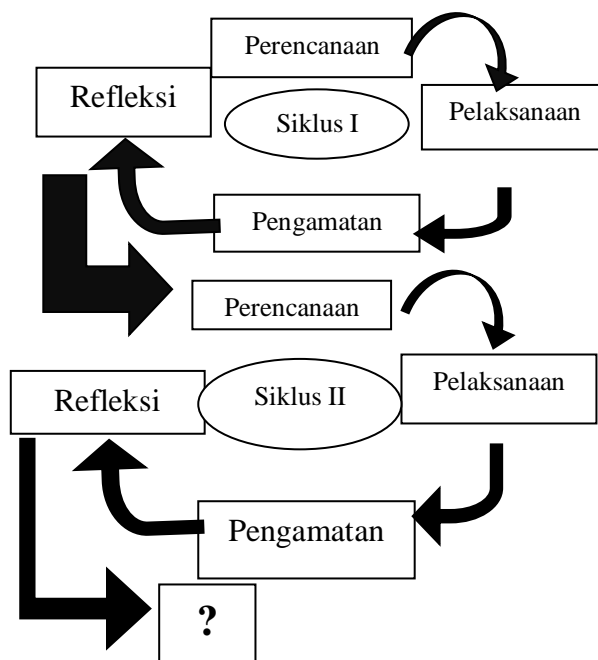 Perencanaan
Refleksi
Siklus I
Pelaksanaan
Pengamatan
Perencanaan
Refleksi
Siklus II
Pelaksanaan
Pengamatan
?